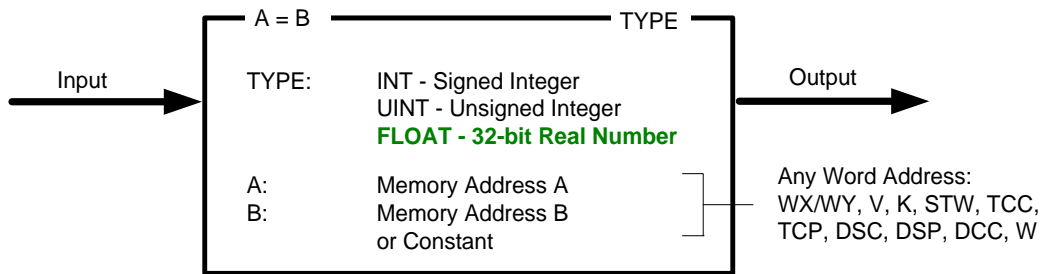 A = B TYPE
Input
TYPE: INT - Signed Integer
UINT - Unsigned Integer
FLOAT - 32-bit Real Number
Output
A: Memory Address A
B: Memory Address B
or Constant
Any Word Address:
WX/WY, V, K, STW, TCC,
TCP, DSC, DSP, DCC, W